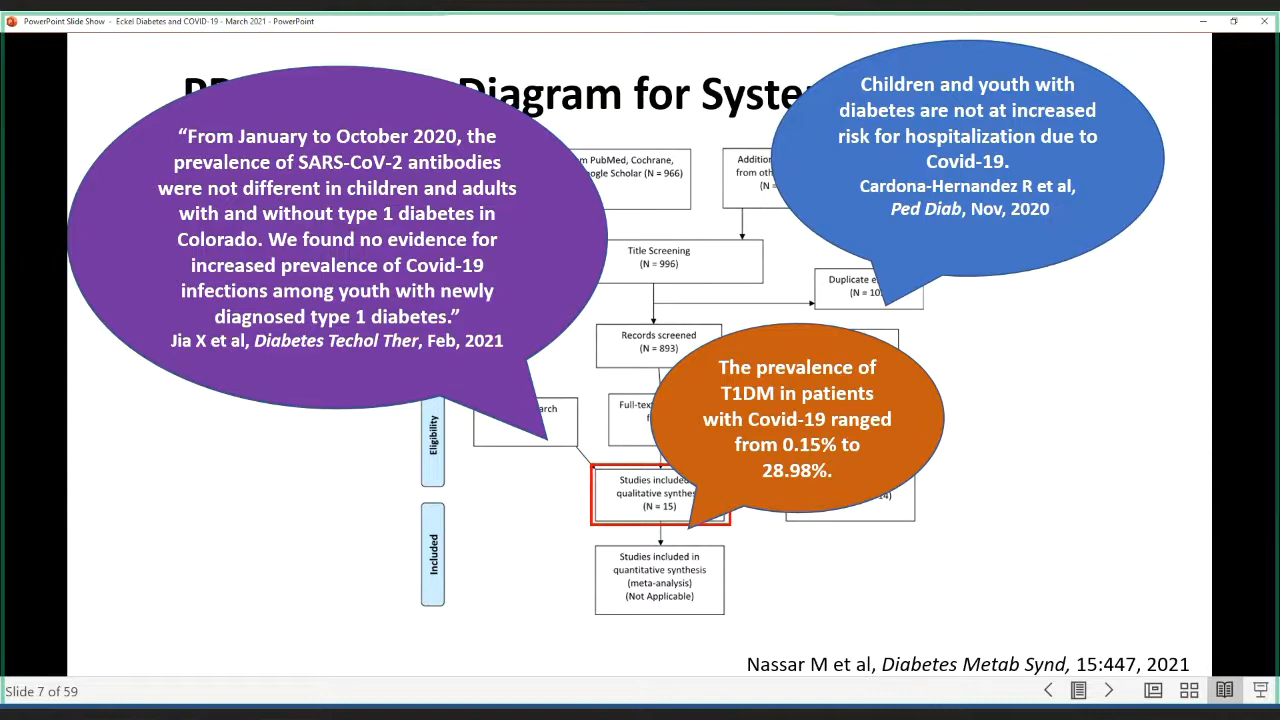 PowerPoint Slide Show - Eckel Diabetes and COVID-19 - March 2021 - PowerPoint
Diagram for
“From January to October 2020, the
prevalence of SARS-CoV-2 antibodies
were not different in children and adults
with and without type 1 diabetes in
Colorado. We found no evidence for
increased prevalence of Covid-19
infections among youth with newly
diagnosed type 1 diabetes.”
Jia X et al, Diabetes Techol Ther, Feb, 2021
Children and youth with
diabetes are not at increased
risk for hospitalization due to
Covid-19.
Cardona-Hernandez R et al,
Ped Diab, Nov, 2020
PubMed, Cochrane,
Scholar (N = 966)
from
(N =
Title Screening
(N = 996)
Duplicate
(N =
Records screened
(N = 893)
The prevalence of
T1DM in patients
with Covid-19 ranged
from 0.15% to
28.98%.
Eligibility
Studies included
qualitative
(N = 15)
Included
Studies included in
quantitative synthesis
(meta-analysis)
(Not Applicable)
Nassar M et al, Diabetes Metab Synd, 15:447, 2021
Slide 7 of 59